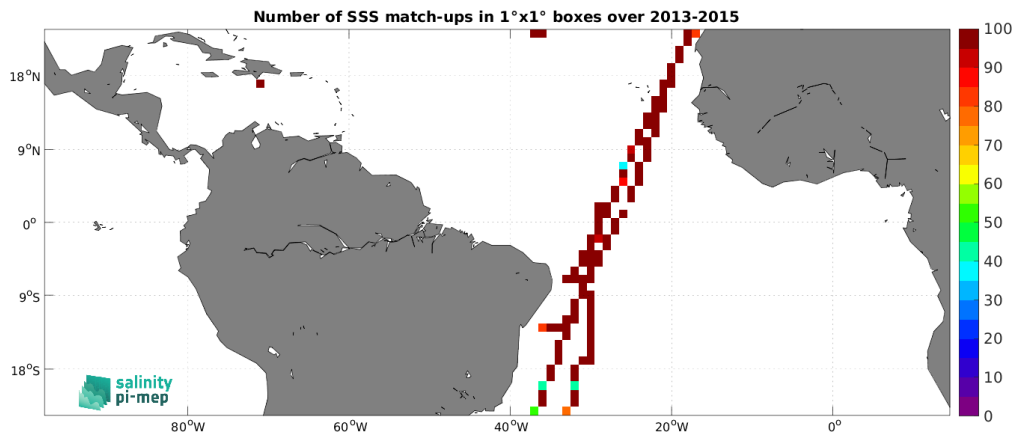 Number of SSS match-ups in 1°x1° boxes over 2013-2015
18°N
9°N
0°
9°S
18°S
80°W
60°W
40°W
20°W
0°
100
90
80
70
60
50
40
30
20
10
0
salinity
pi-mep